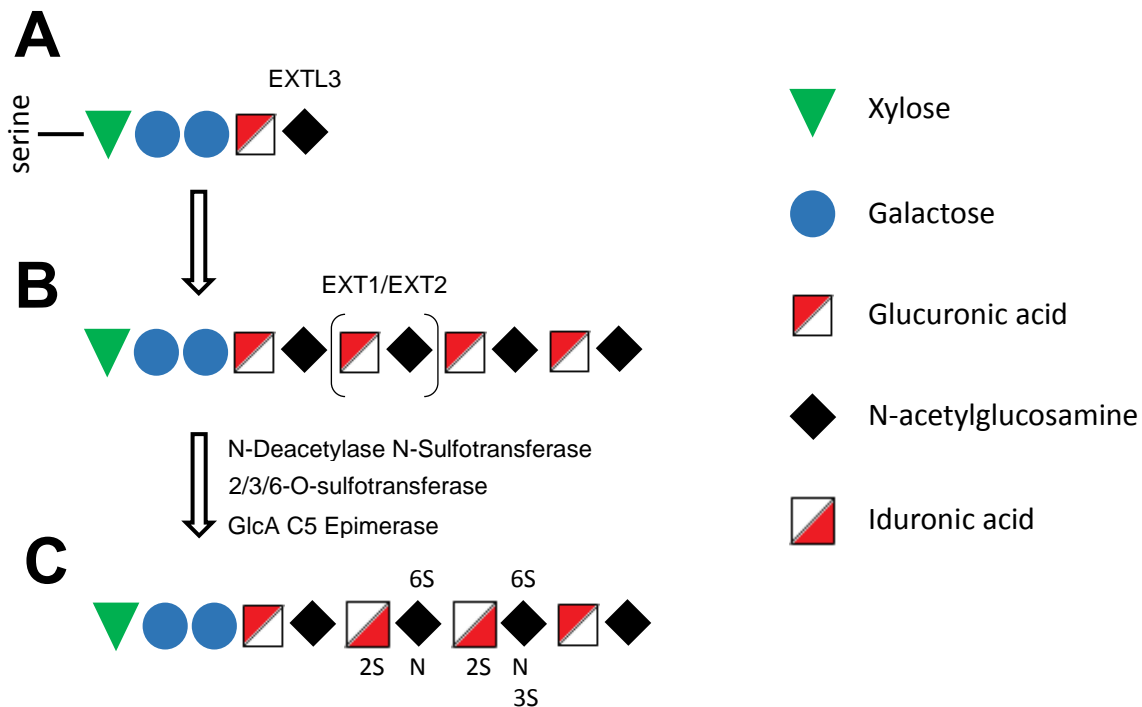 A
EXTL3
serine
B
EXT1/EXT2
N-Deacetylase N-Sulfotransferase
2/3/6-O-sulfotransferase
GlcA C5 Epimerase
C
6S 6S
2S N 2S N
3S
Xylose
Galactose
Glucuronic acid
N-acetylglucosamine
Iduronic acid